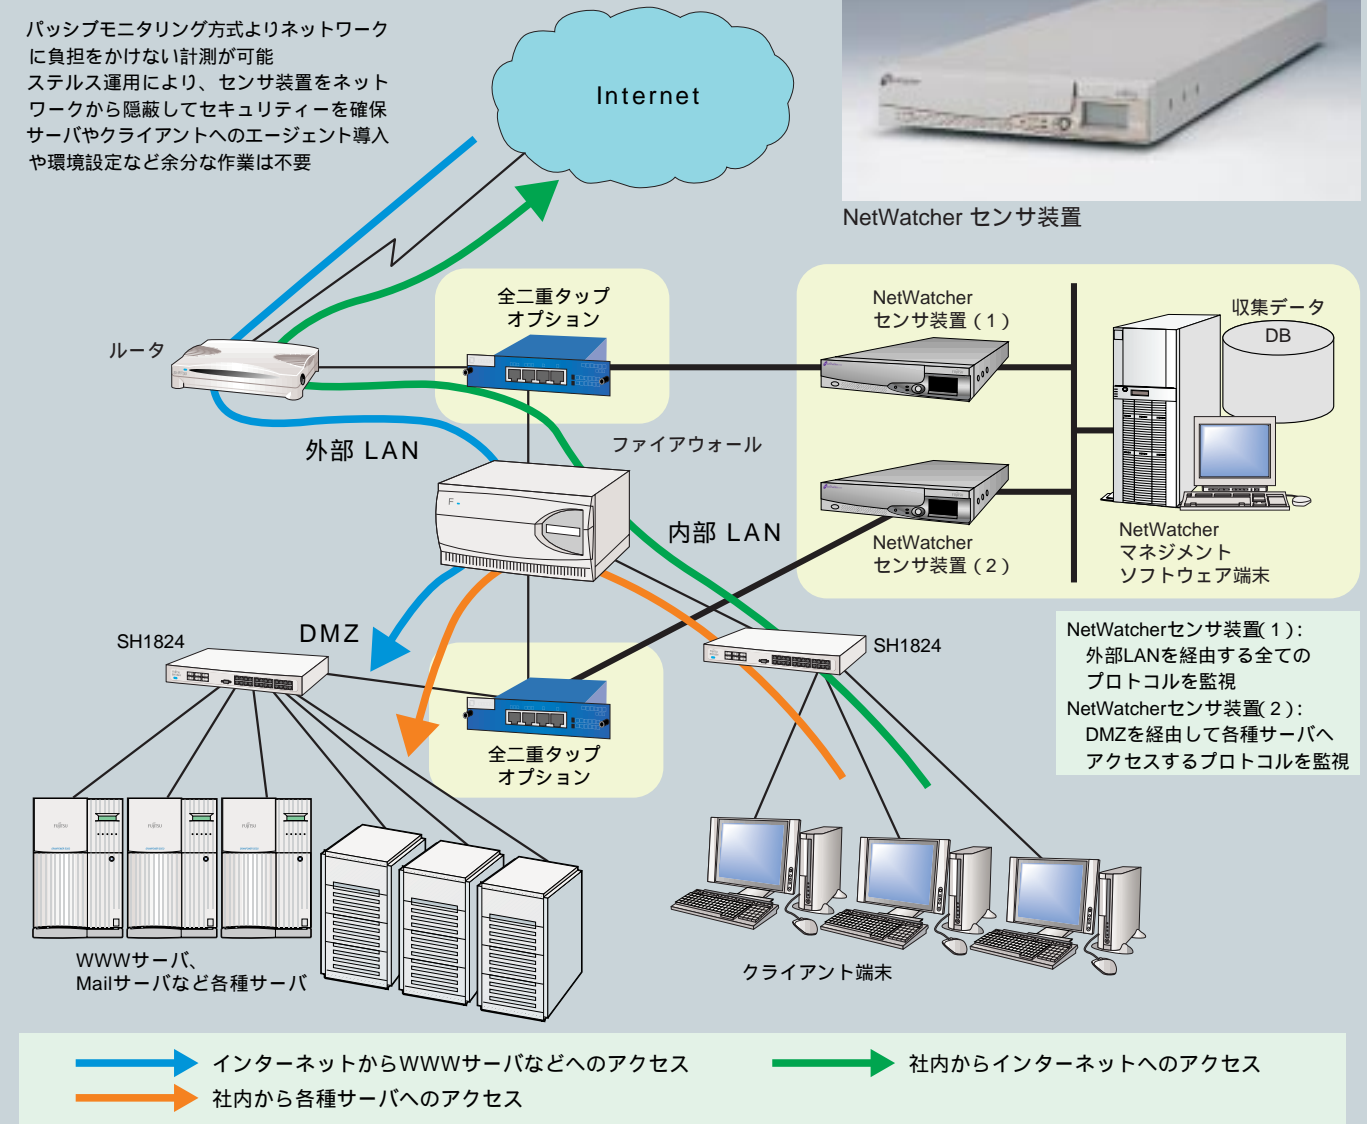 パッシブモニタリング方式よりネットワーク
に負担をかけない計測が可能
ステルス運用により、センサ装置をネット
ワークから隠蔽してセキュリティーを確保
サーバやクライアントへのエージェント導入
や環境設定など余分な作業は不要
Internet
NetWatcher センサ装置
全二重タップ
オプション
NetWatcher
センサ装置(1)
収集データ
DB
ルータ
外部 LAN
ファイアウォール
内部 LAN
NetWatcher
センサ装置(2)
NetWatcher
マネジメント
ソフトウェア端末
SH1824
DMZ
SH1824
全二重タップ
オプション
NetWatcherセンサ装置(1):
外部LANを経由する全ての
プロトコルを監視
NetWatcherセンサ装置(2):
DMZを経由して各種サーバへ
アクセスするプロトコルを監視
WWWサーバ、
Mailサーバなど各種サーバ
クライアント端末
インターネットからWWWサーバなどへのアクセス
社内からインターネットへのアクセス
社内から各種サーバへのアクセス